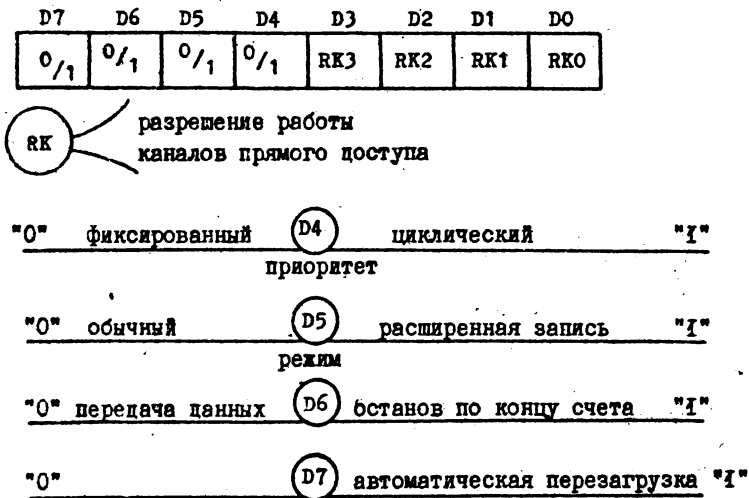 D7 D6 D5 D4 D3 D2 D1 D0
0/1 0/1 0/1 0/1 RK3 RK2 RK1 RK0
RK
разрешение работы
каналов прямого доступа
"0" фиксированный D4 циклический "1"
приоритет
"0" обычный D5 расширенная запись "1"
режим
"0" передача данных D6 останов по концу счета "1"
"0" D7 автоматическая перезагрузка "1"